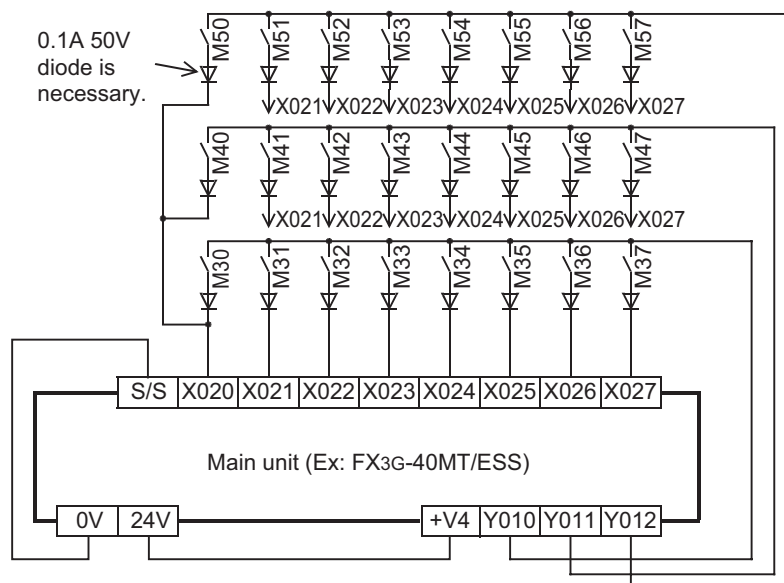 0.1A 50V
diode is
necessary.
M50 M51 M52 M53 M54 M55 M56 M57
X021 X022 X023 X024 X025 X026 X027
M40 M41 M42 M43 M44 M45 M46 M47
X021 X022 X023 X024 X025 X026 X027
M30 M31 M32 M33 M34 M35 M36 M37
S/S X020 X021 X022 X023 X024 X025 X026 X027
Main unit (Ex: FX3G-40MT/ESS)
0V 24V +V4 Y010 Y011 Y012